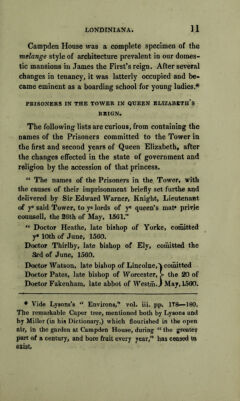 LONDINIANA. 11
Campden House was a complete specimen of the
melange style of architecture prevalent in our domes-
tic mansions in James the First's reign. After several
changes in tenancy, it was latterly occupied and be-
came eminent as a boarding school for young ladies.*
PRISONERS IN THE TOWER IN QUEEN ELIZABETH'S
REIGN.
The following lists are curious, from containing the
names of the Prisoners committed to the Tower in
the first and second years of Queen Elizabeth, after
the changes effected in the state of government and
religion by the accession of that princess.
" The names of the Prisoners in the Tower, with
the causes of their imprisonment briefly set furthe and
delivered by Sir Edward Warner, Knight, Lieutenant
of yᵉ said Tower, to yᵉ lords of yᵉ queen's matˢ privie
counsell, the 26th of May, 1561."
" Doctor Heathe, late bishop of Yorke, com̃itted
yᵉ 10th of June, 1560.
Doctor Thirlby, late bishop of Ely, com̃itted the
3rd of June, 1560.
Doctor Watson, late bishop of Lincolne, } com̃itted
Doctor Pates, late bishop of Worcester, } the 20 of
Doctor Fakenham, late abbot of Westm̃. } May, 1560.
* Vide Lysons's " Environs," vol. iii. pp. 178—180.
The remarkable Caper tree, mentioned both by Lysons and
by Miller (in his Dictionary,) which flourished in the open
air, in the garden at Campden House, during " the greater
part of a century, and bore fruit every year," has ceased to
exist.